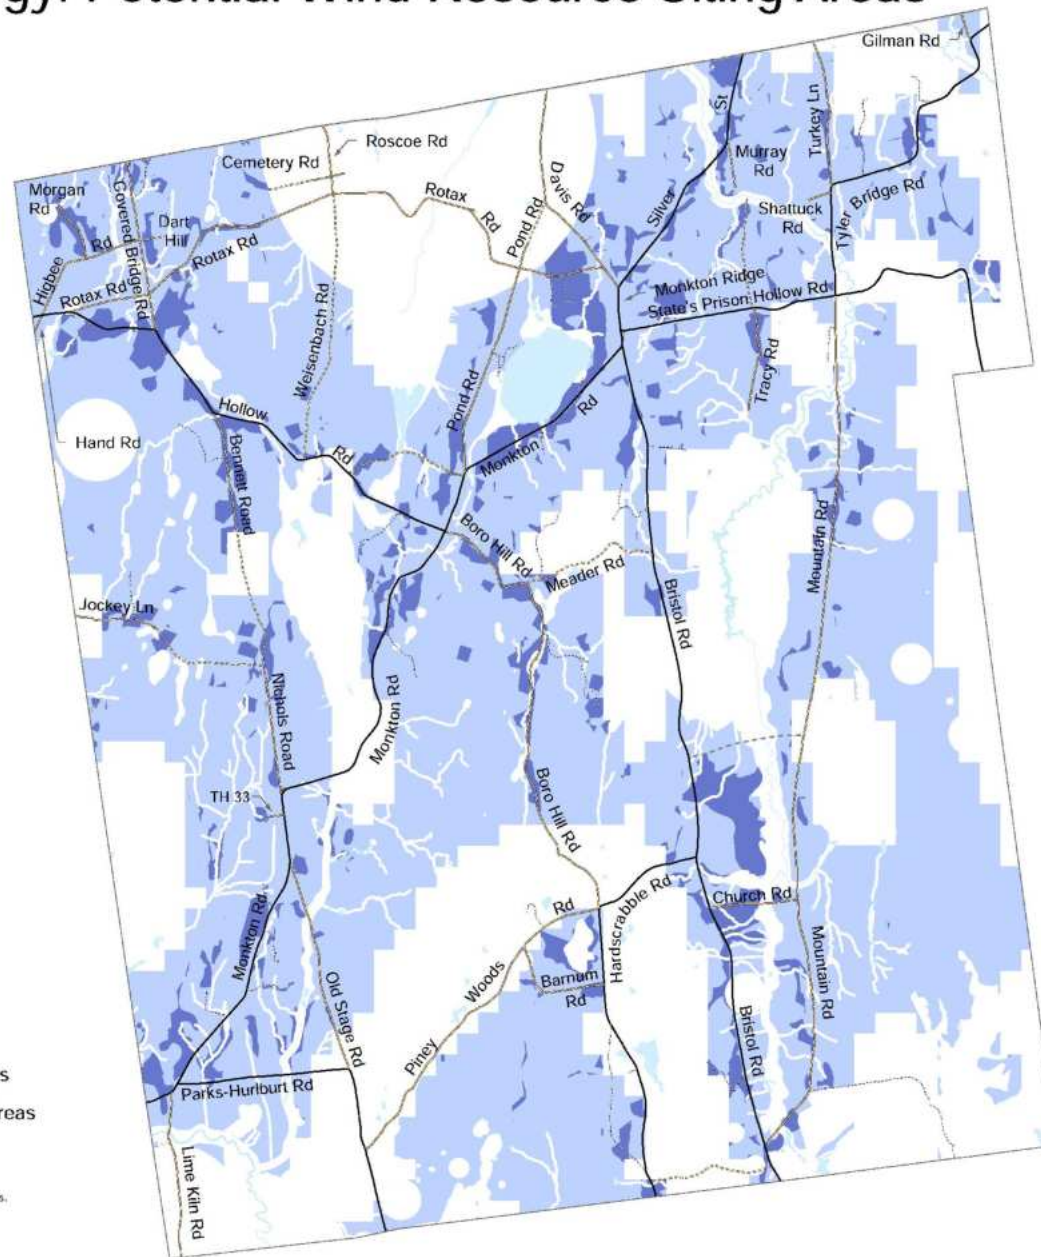 gy: Potential Wind Resource Siting Areas
Gilman Rd
Roscoe Rd
Cemetery Rd
Turkey Ln
St
Murray
Rd
Morgan
Rd
Covered Bridge Rd
Dart
Hill
Rotax
Rd
Pond Rd
Davis Rd
Silver
Shattuck
Rd
Tyler Bridge Rd
Higbee
Rd
Rotax Rd
Rotax Rd
Monkton Ridge
State's Prison Hollow Rd
Weisenbach Rd
Tracy Rd
Pond Rd
Hollow
Rd
Monkton
Rd
Hand Rd
Bennett Road
Mountain Rd
Boro Hill Rd
Meader Rd
Bristol Rd
Jockey Ln
Nichols Road
Monkton Rd
TH 33
Boro Hill Rd
Hardscrabble Rd
Church Rd
Rd
Monkton Rd
Woods
Barnum
Rd
Mountain Rd
Old Stage Rd
Piney
Bristol Rd
s
reas
Parks-Hurlburt Rd
Lime Kiln Rd
s.